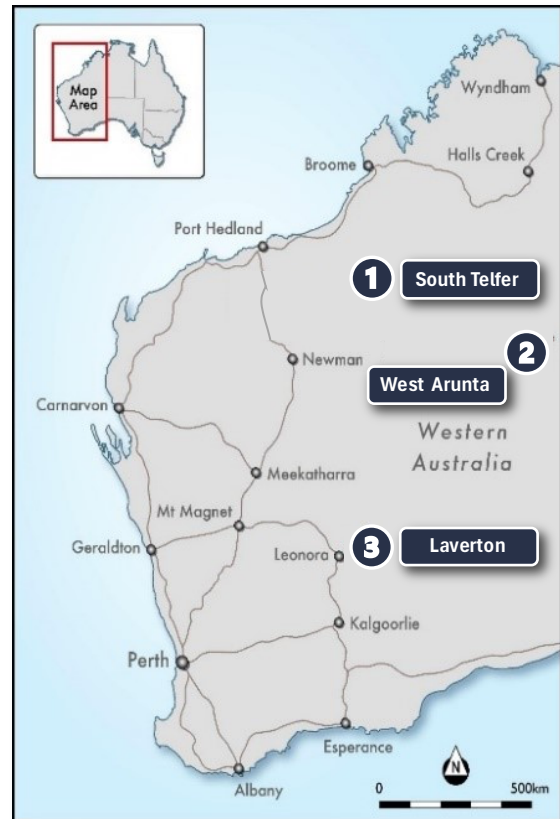 Map
Area
Wyndham
Halls Creek
Broome
Port Hedland
1
South Telfer
2
Newman
West Arunta
Carnarvon
Western
Australia
Meekatharra
Mt Magnet
Geraldton
Leonora
3
Laverton
Kalgoorlie
Perth
Esperance
Albany
N
0
500km